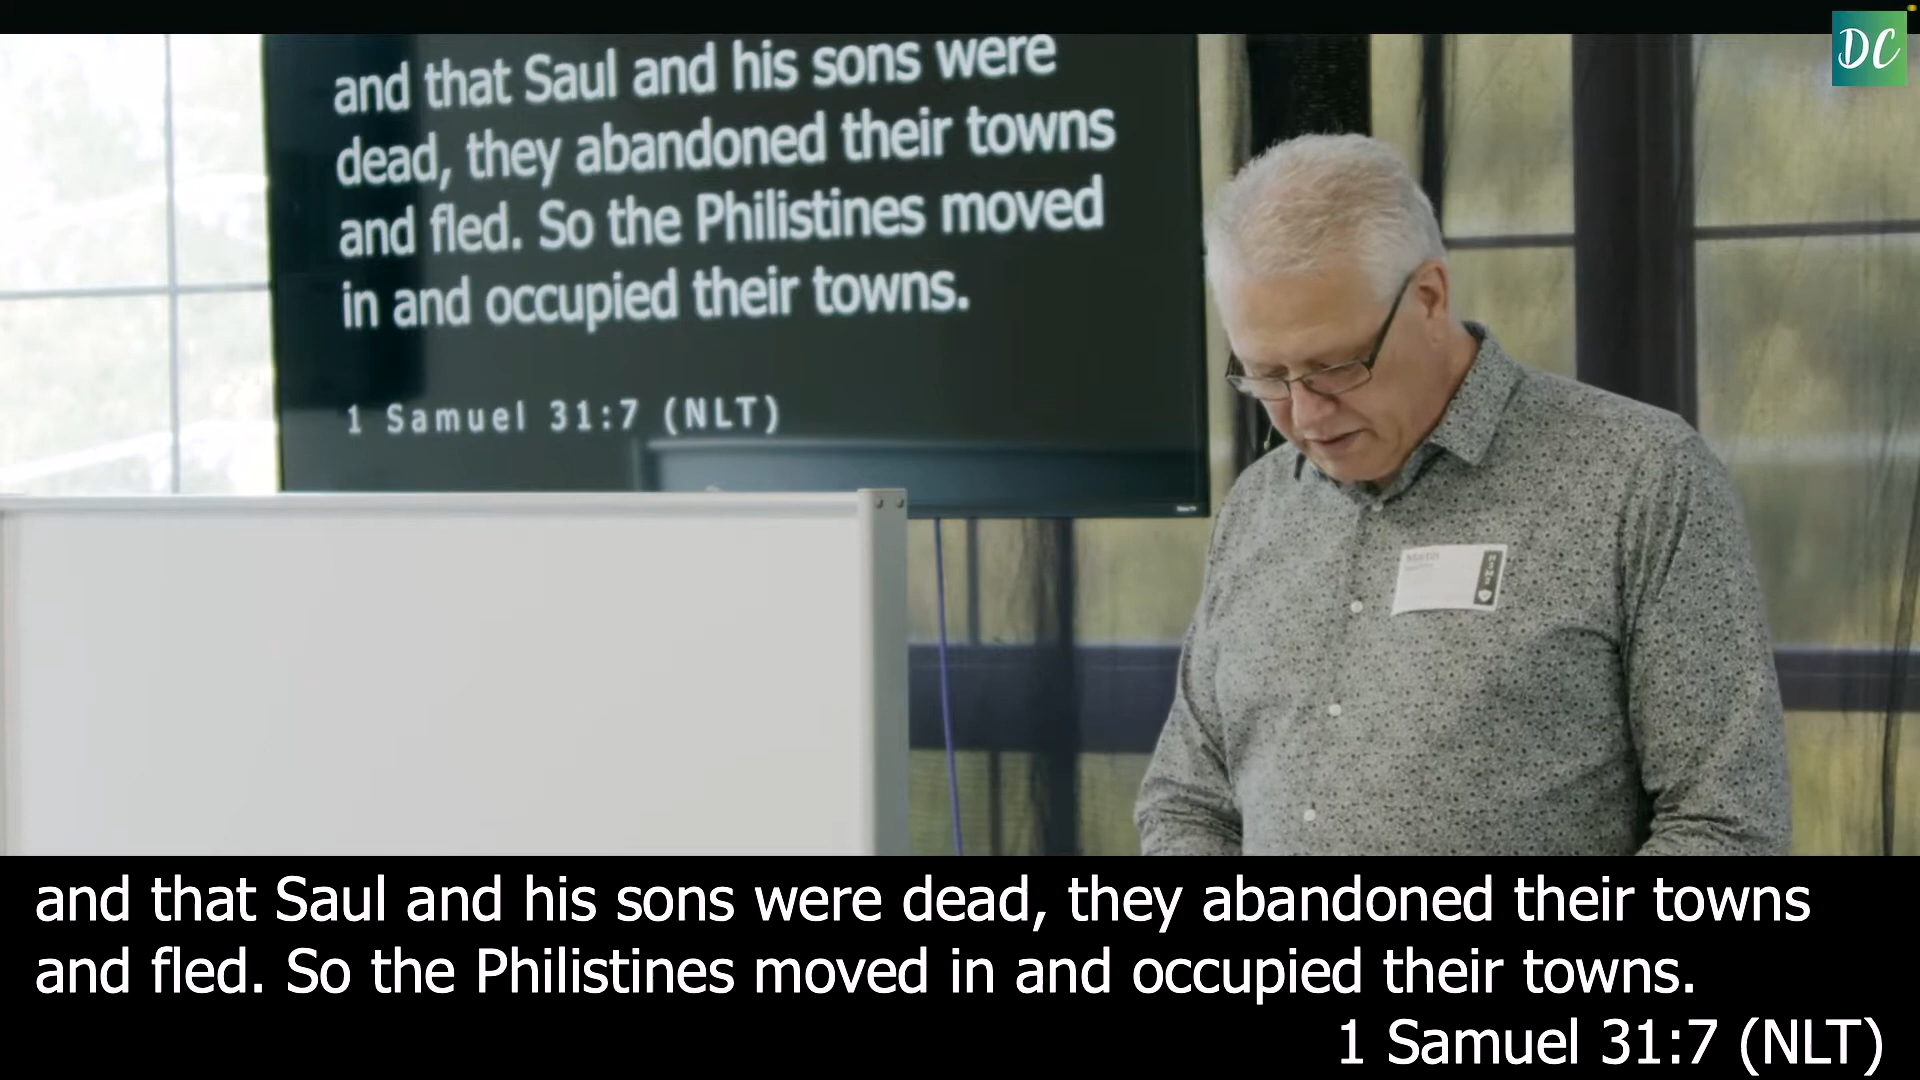 DC
and that Saul and his sons were
dead, they abandoned their towns
and fled. So the Philistines moved
in and occupied their towns.
1 Samuel 31:7 (NLT)
and that Saul and his sons were dead, they abandoned their towns
and fled. So the Philistines moved in and occupied their towns.
1 Samuel 31:7 (NLT)